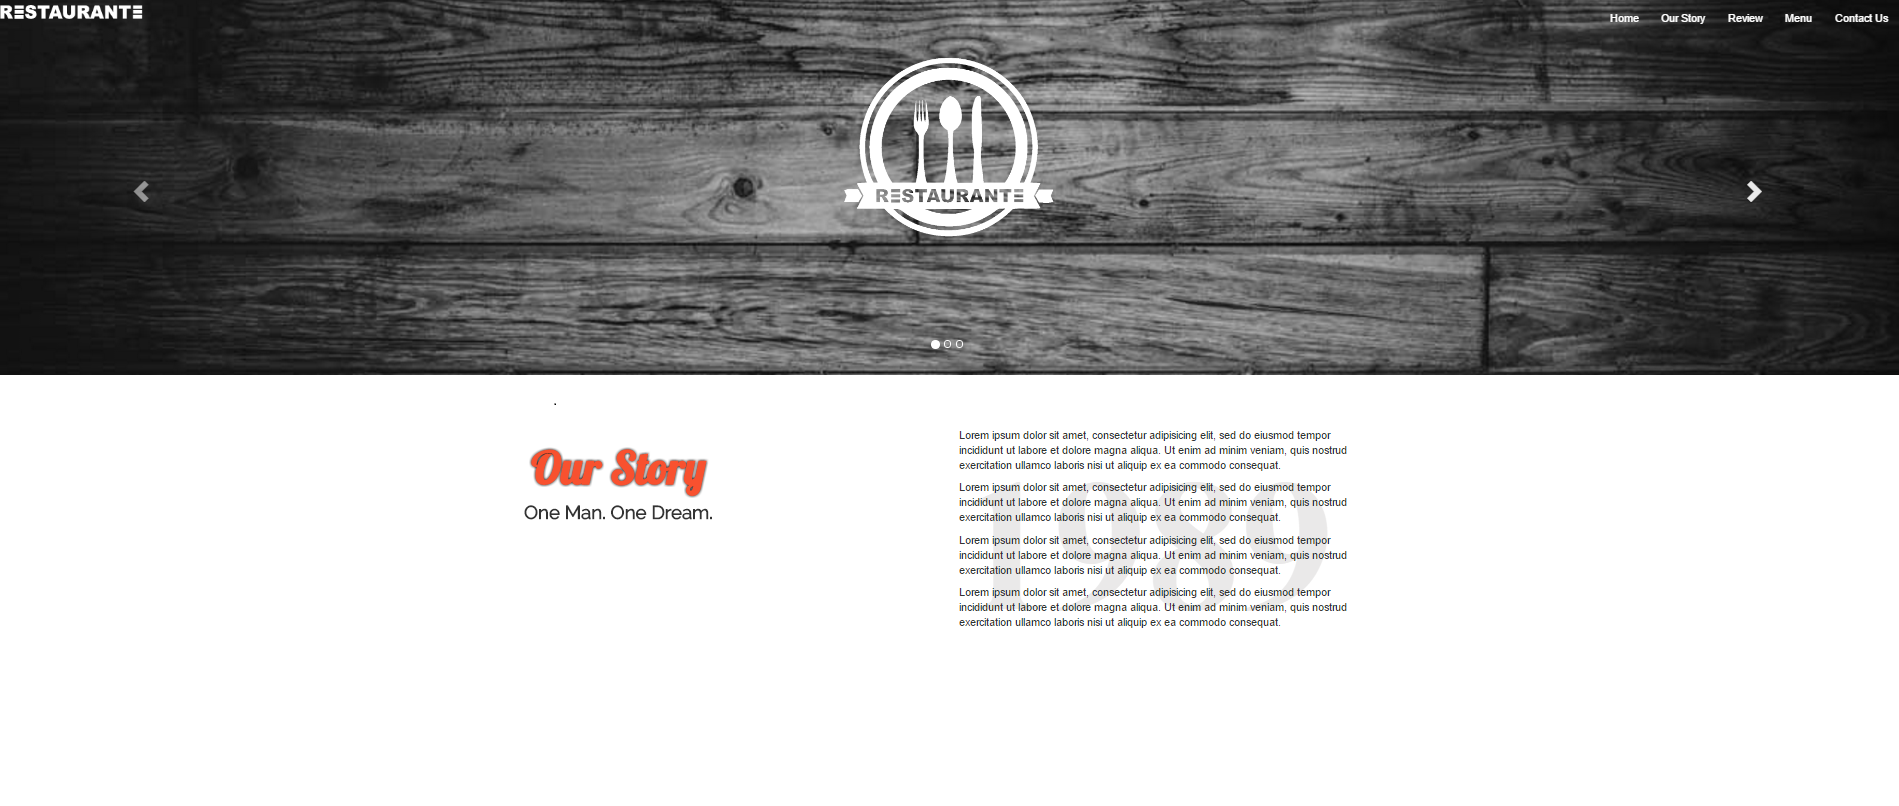 RESTAURANTE
Home Our Story Review Menu Contact Us
RESTAURANTE
.
Our Story
One Man. One Dream.
1989
Lorem ipsum dolor sit amet, consectetur adipisicing elit, sed do eiusmod tempor
incididunt ut labore et dolore magna aliqua. Ut enim ad minim veniam, quis nostrud
exercitation ullamco laboris nisi ut aliquip ex ea commodo consequat.
Lorem ipsum dolor sit amet, consectetur adipisicing elit, sed do eiusmod tempor
incididunt ut labore et dolore magna aliqua. Ut enim ad minim veniam, quis nostrud
exercitation ullamco laboris nisi ut aliquip ex ea commodo consequat.
Lorem ipsum dolor sit amet, consectetur adipisicing elit, sed do eiusmod tempor
incididunt ut labore et dolore magna aliqua. Ut enim ad minim veniam, quis nostrud
exercitation ullamco laboris nisi ut aliquip ex ea commodo consequat.
Lorem ipsum dolor sit amet, consectetur adipisicing elit, sed do eiusmod tempor
incididunt ut labore et dolore magna aliqua. Ut enim ad minim veniam, quis nostrud
exercitation ullamco laboris nisi ut aliquip ex ea commodo consequat.